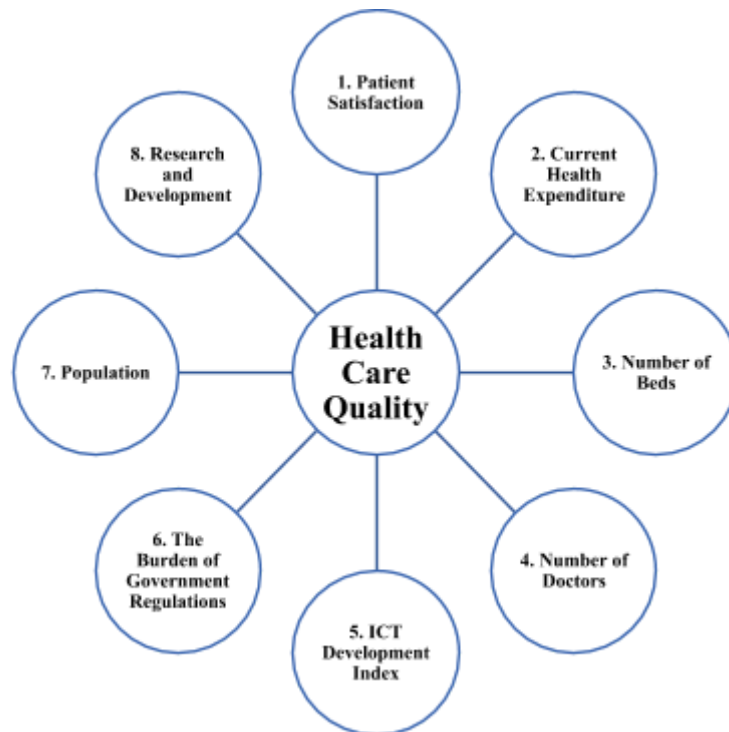 1. Patient
Satisfaction
2. Current
Health
Expenditure
3. Number of
Beds
4. Number of
Doctors
5. ICT
Development
Index
6. The
Burden of
Government
Regulations
7. Population
8. Research
and
Development
Health
Care
Quality